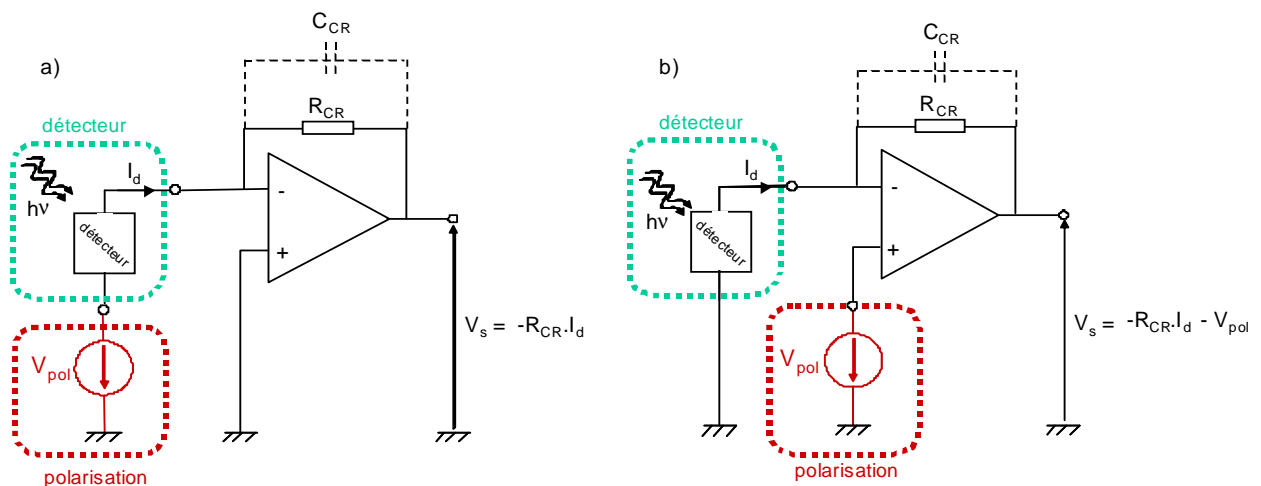 a)
C_CR
R_CR
détecteur
I_d
hν
détecteur
-
+
V_pol
V_s = -R_CR.I_d
polarisation
b)
C_CR
R_CR
détecteur
I_d
hν
détecteur
-
+
V_pol
V_s = -R_CR.I_d - V_pol
polarisation